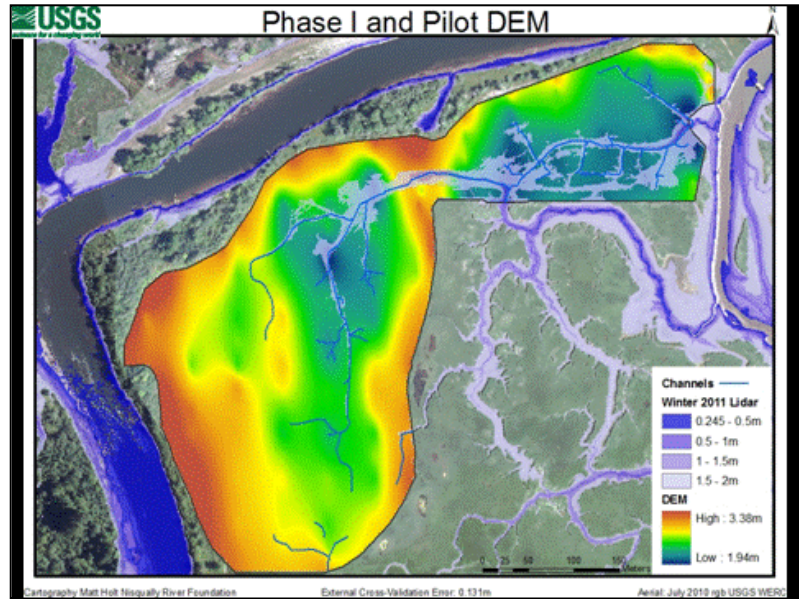 USGS
science for a changing world
Phase I and Pilot DEM
N
Channels
Winter 2011 Lidar
0.245 - 0.5m
0.5 - 1m
1 - 1.5m
1.5 - 2m
DEM
High : 3.38m
Low : 1.94m
0 25 50 100 150
Meters
Cartography Matt Holt Nisqually River Foundation
External Cross-Validation Error: 0.131m
Aerial: July 2010 rgb USGS WERC